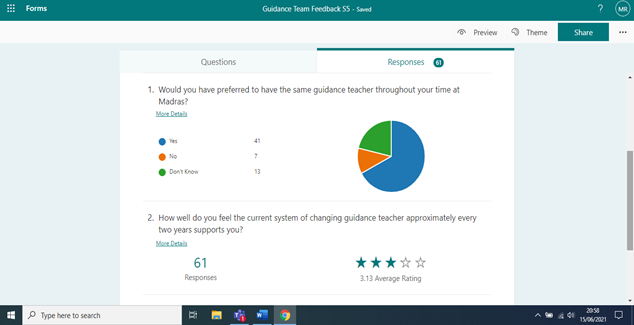 Forms
Guidance Team Feedback S5 - Saved
?
MR
Preview
Theme
Share
...
Questions
Responses 61
1. Would you have preferred to have the same guidance teacher throughout your time at
Madras?
More Details
Yes 41
No 7
Don't Know 13
2. How well do you feel the current system of changing guidance teacher approximately every
two years supports you?
More Details
61
Responses
3.13 Average Rating
Type here to search
20:58
15/06/2021